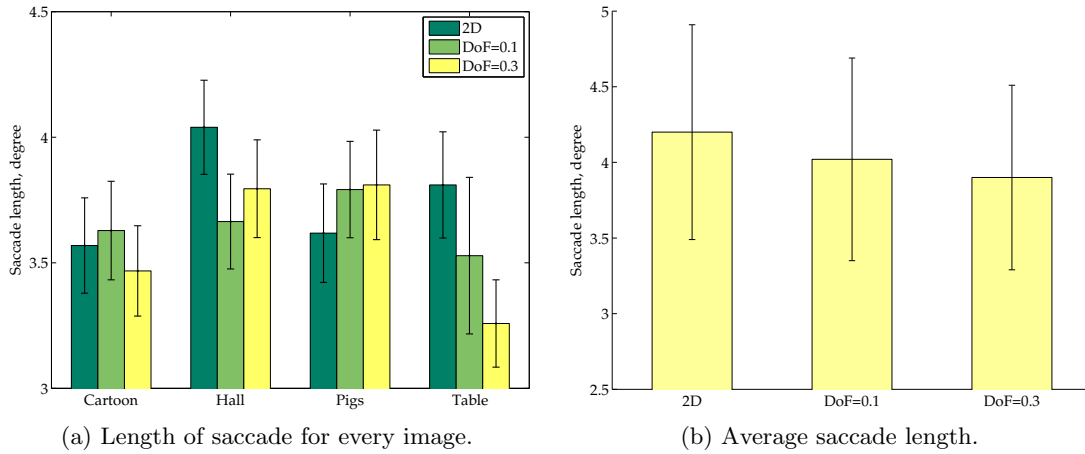 4.5
4
3.5
3
Saccade length, degree
2D
DoF=0.1
DoF=0.3
Cartoon Hall Pigs Table
(a) Length of saccade for every image.
5
4.5
4
3.5
3
2.5
Saccade length, degree
2D DoF=0.1 DoF=0.3
(b) Average saccade length.